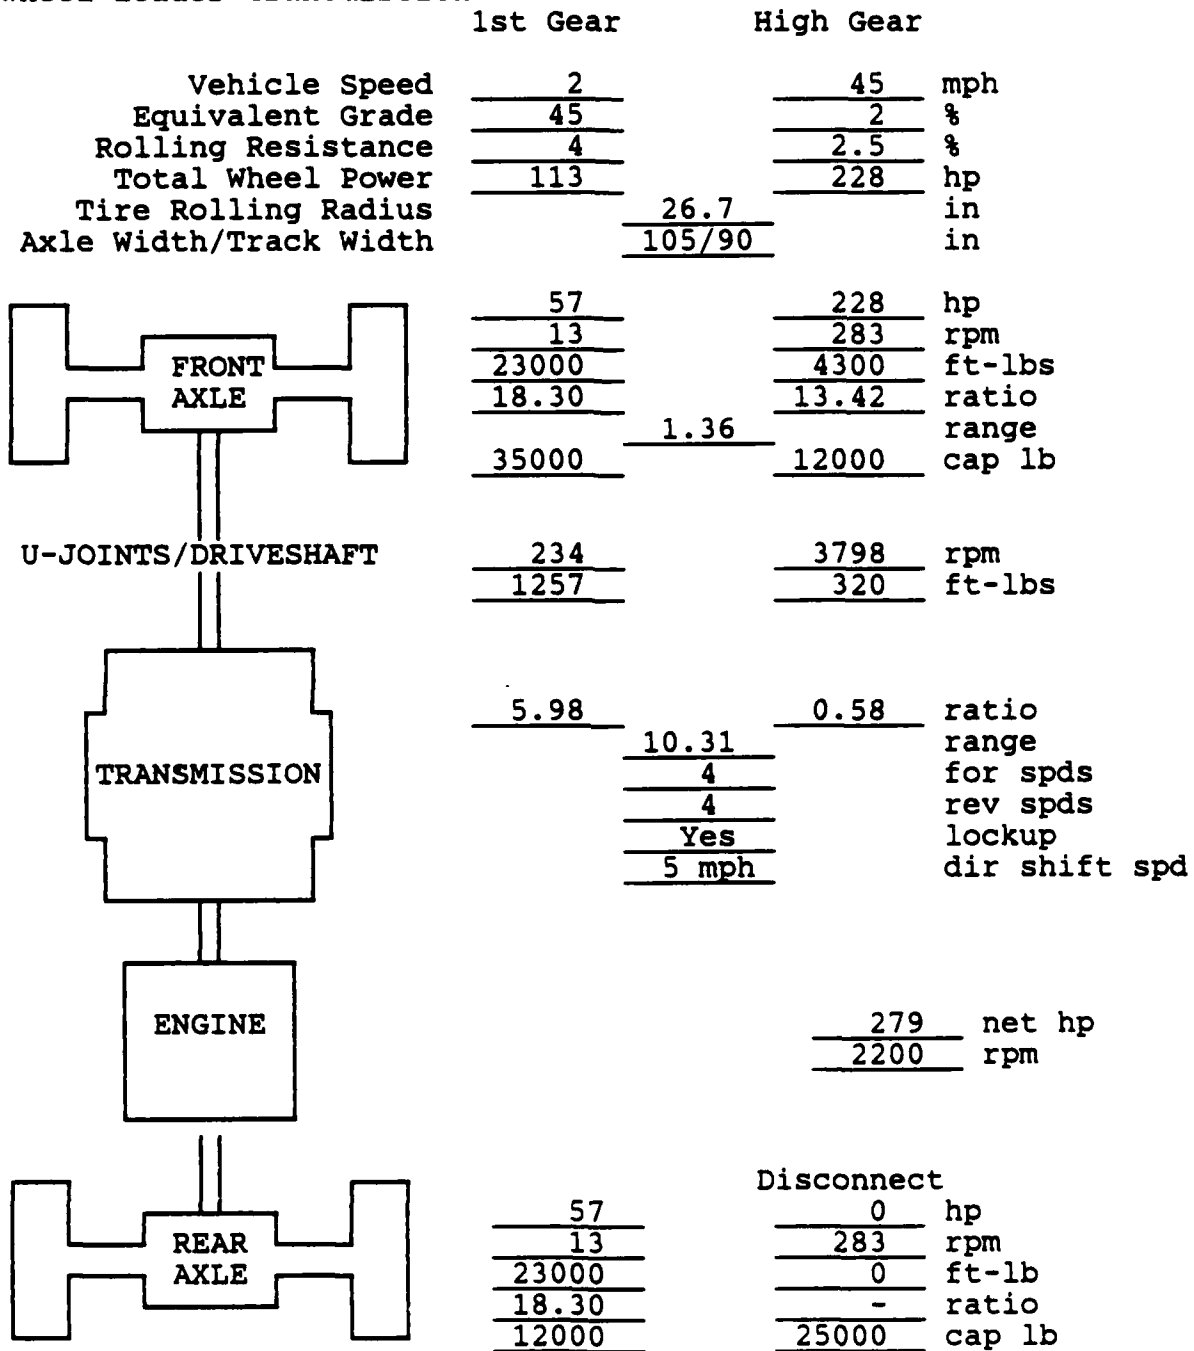 1st Gear High Gear
Vehicle Speed 2 45 mph
Equivalent Grade 45 2 %
Rolling Resistance 4 2.5 %
Total Wheel Power 113 228 hp
Tire Rolling Radius 26.7 in
Axle Width/Track Width 105/90 in
57 228 hp
13 283 rpm
FRONT 23000 4300 ft-lbs
AXLE 18.30 13.42 ratio
1.36 range
35000 12000 cap lb
U-JOINTS/DRIVESHAFT 234 3798 rpm
1257 320 ft-lbs
5.98 0.58 ratio
10.31 range
TRANSMISSION 4 for spds
4 rev spds
Yes lockup
5 mph dir shift spd
ENGINE 279 net hp
2200 rpm
Disconnect
57 0 hp
REAR 13 283 rpm
AXLE 23000 0 ft-lb
18.30 - ratio
12000 25000 cap lb